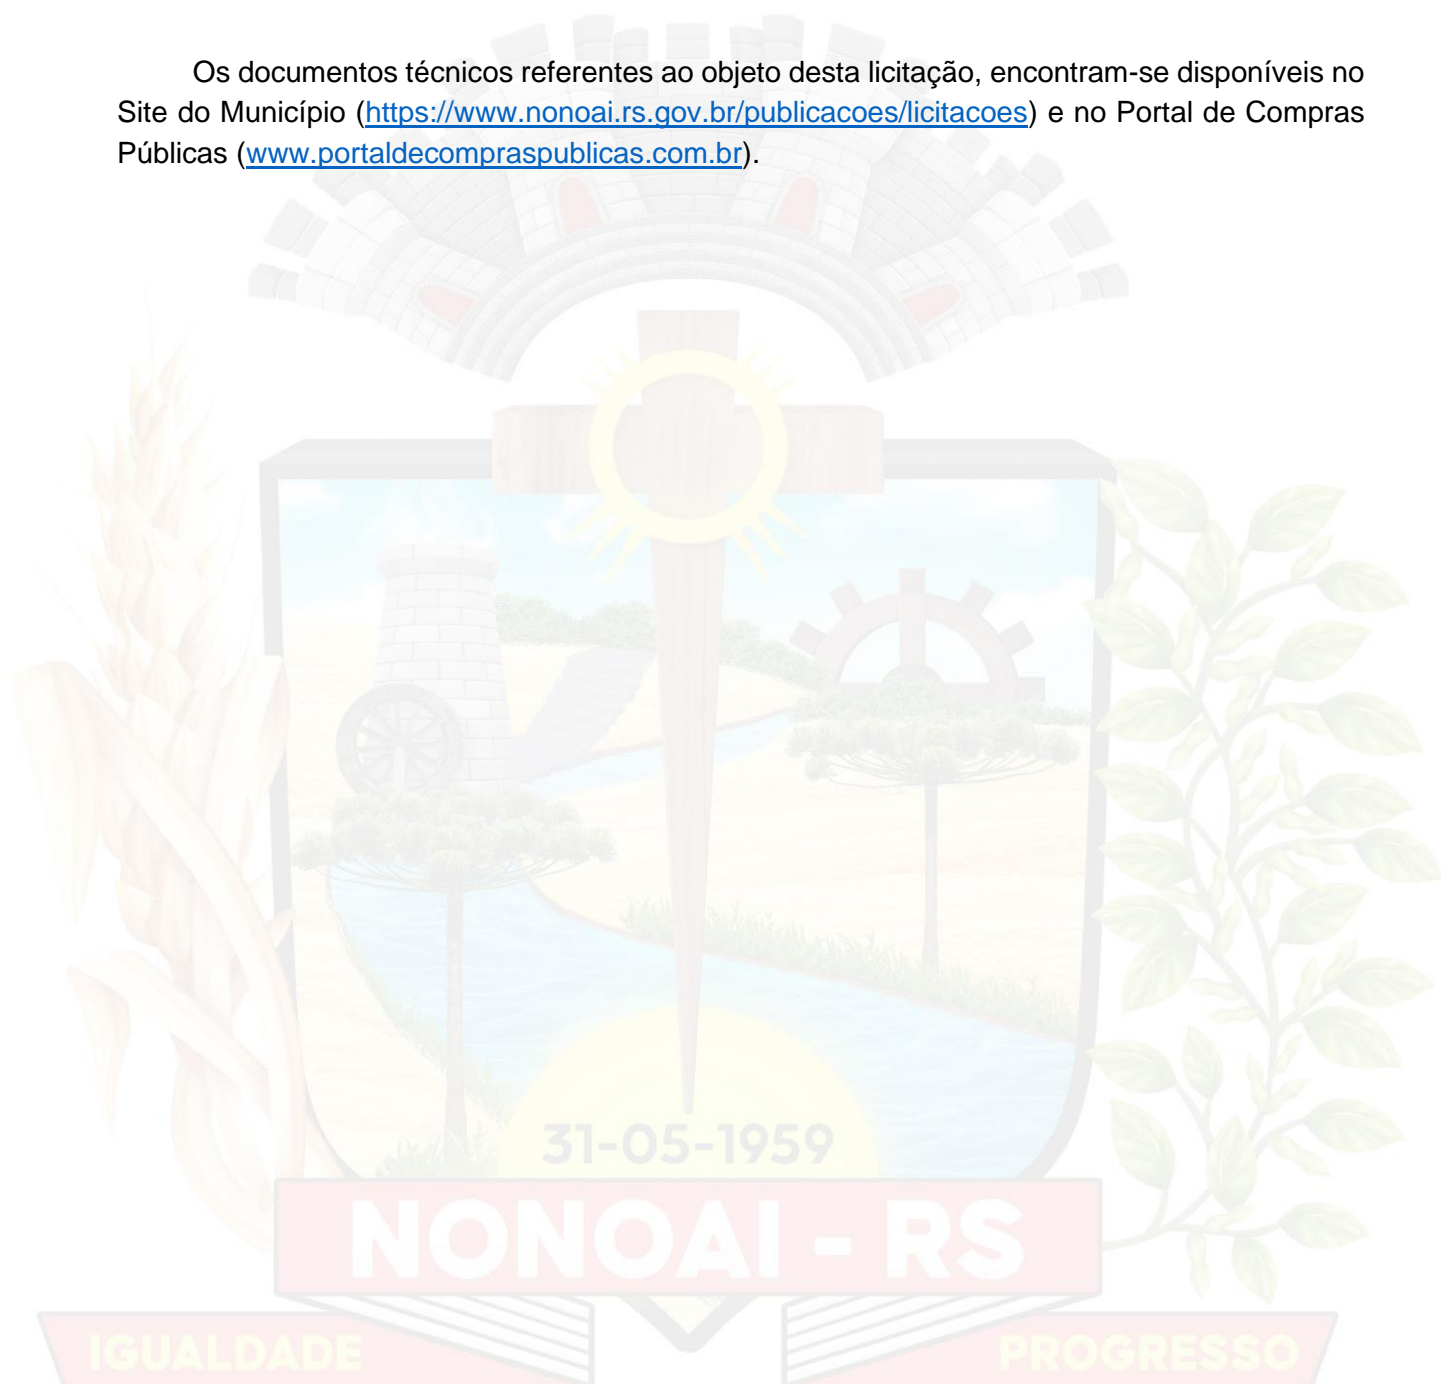 Os documentos técnicos referentes ao objeto desta licitação, encontram-se disponíveis no
Site do Município (https://www.nonoai.rs.gov.br/publicacoes/licitacoes) e no Portal de Compras
Públicas (www.portaldecompraspublicas.com.br).
31-05-1959
NONOAI - RS
IGUALDADE
PROGRESSO